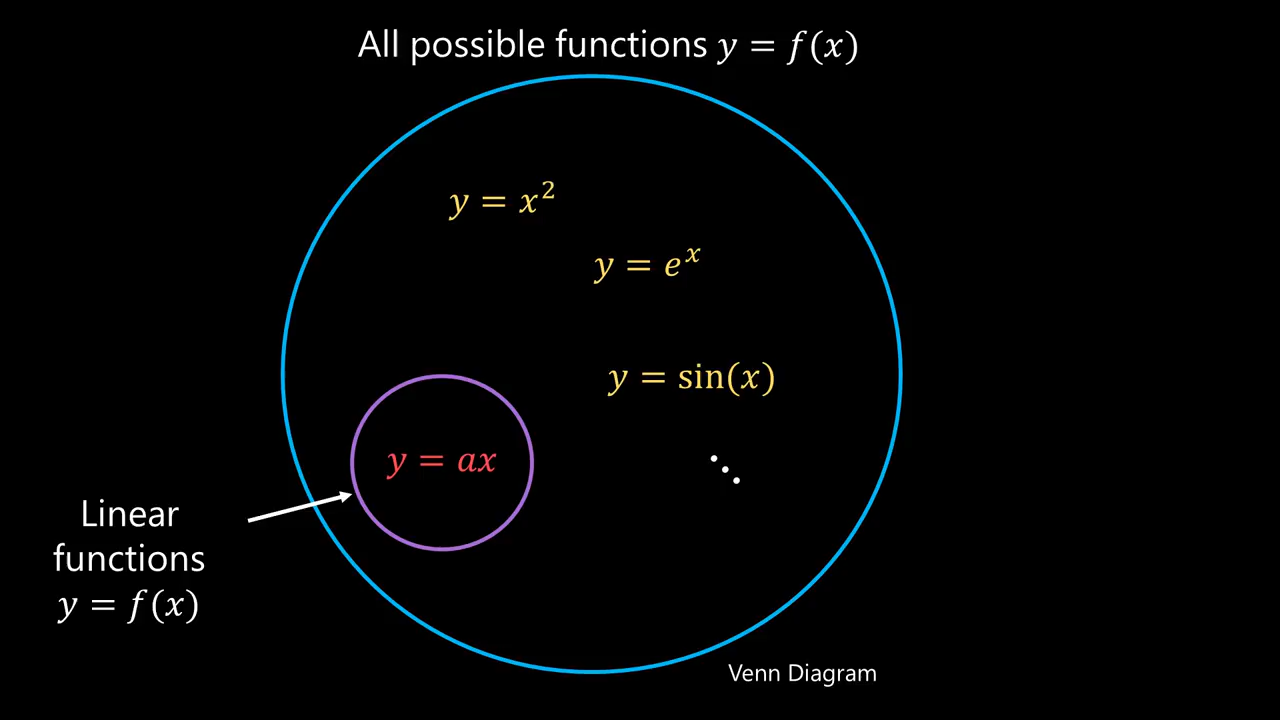 All possible functions y = f(x)
y = x²
y = eˣ
y = sin(x)
y = ax
⋱
Linear
functions
y = f(x)
Venn Diagram